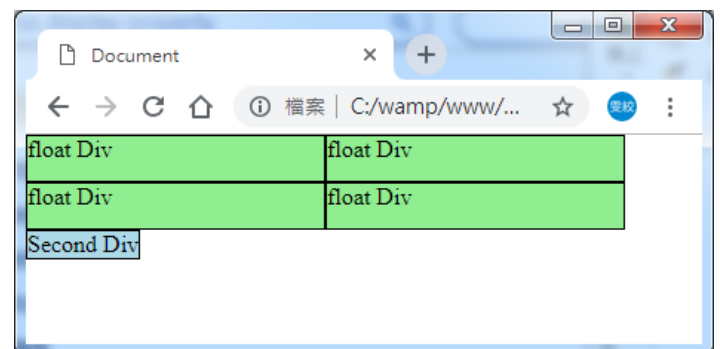 Document
檔案 | C:/wamp/www/...
float Div float Div
float Div float Div
Second Div